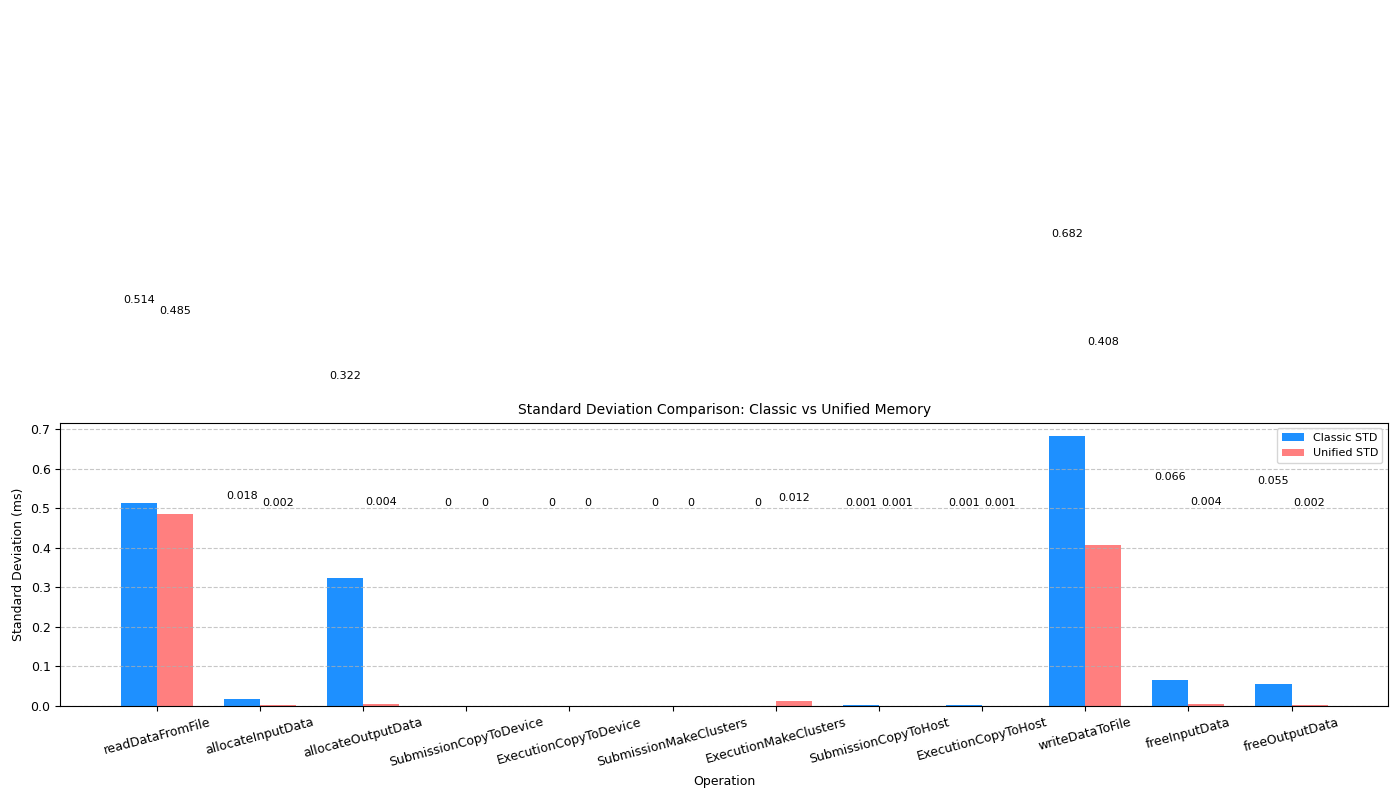 0.682
0.514
0.485
0.408
0.322
Standard Deviation Comparison: Classic vs Unified Memory
Classic STD
Unified STD
Standard Deviation (ms)
0.7
0.6
0.5
0.4
0.3
0.2
0.1
0.0
0.018 0.002 0.004 0 0 0 0 0 0 0 0.012 0.001 0.001 0.001 0.001 0.066 0.004 0.055 0.002
readDataFromFile
allocateInputData
allocateOutputData
SubmissionCopyToDevice
ExecutionCopyToDevice
SubmissionMakeClusters
ExecutionMakeClusters
SubmissionCopyToHost
ExecutionCopyToHost
writeDataToFile
freeInputData
freeOutputData
Operation